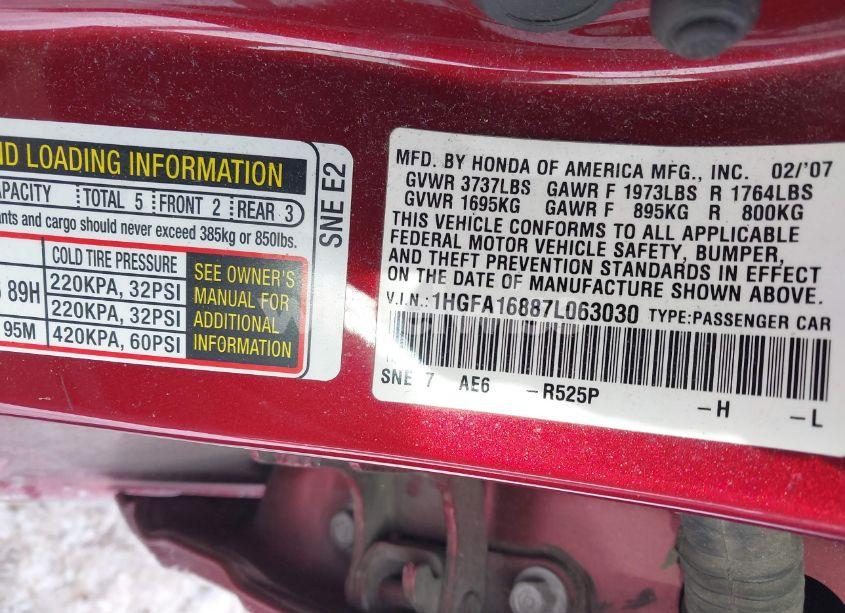 ND LOADING INFORMATION
CAPACITY TOTAL 5 FRONT 2 REAR 3
ants and cargo should never exceed 385kg or 850lbs.
COLD TIRE PRESSURE
89H 220KPA, 32PSI
220KPA, 32PSI
95M 420KPA, 60PSI
SEE OWNER'S
MANUAL FOR
ADDITIONAL
INFORMATION
SNE E2
MFD. BY HONDA OF AMERICA MFG., INC. 02/'07
GVWR 3737LBS GAWR F 1973LBS R 1764LBS
GVWR 1695KG GAWR F 895KG R 800KG
THIS VEHICLE CONFORMS TO ALL APPLICABLE
FEDERAL MOTOR VEHICLE SAFETY, BUMPER,
AND THEFT PREVENTION STANDARDS IN EFFECT
ON THE DATE OF MANUFACTURE SHOWN ABOVE.
V.I.N.: 1HGFA16887L063030 TYPE:PASSENGER CAR
SNE 7 AE6 -R525P -H -L